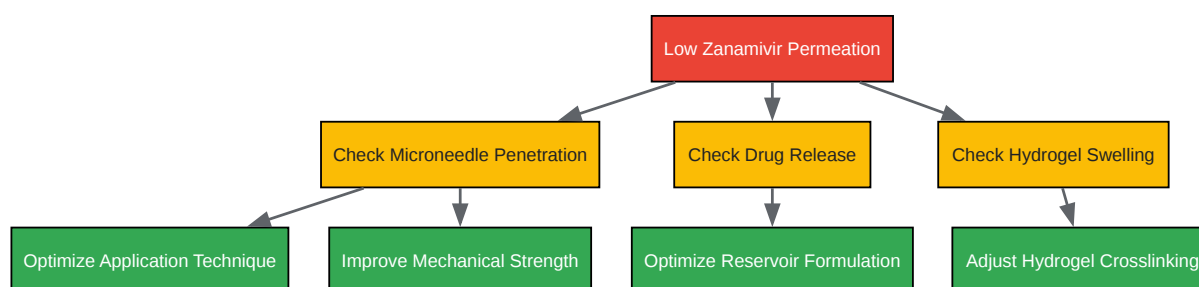 Low Zanamivir Permeation
Check Microneedle Penetration
Check Drug Release
Check Hydrogel Swelling
Optimize Application Technique
Improve Mechanical Strength
Optimize Reservoir Formulation
Adjust Hydrogel Crosslinking